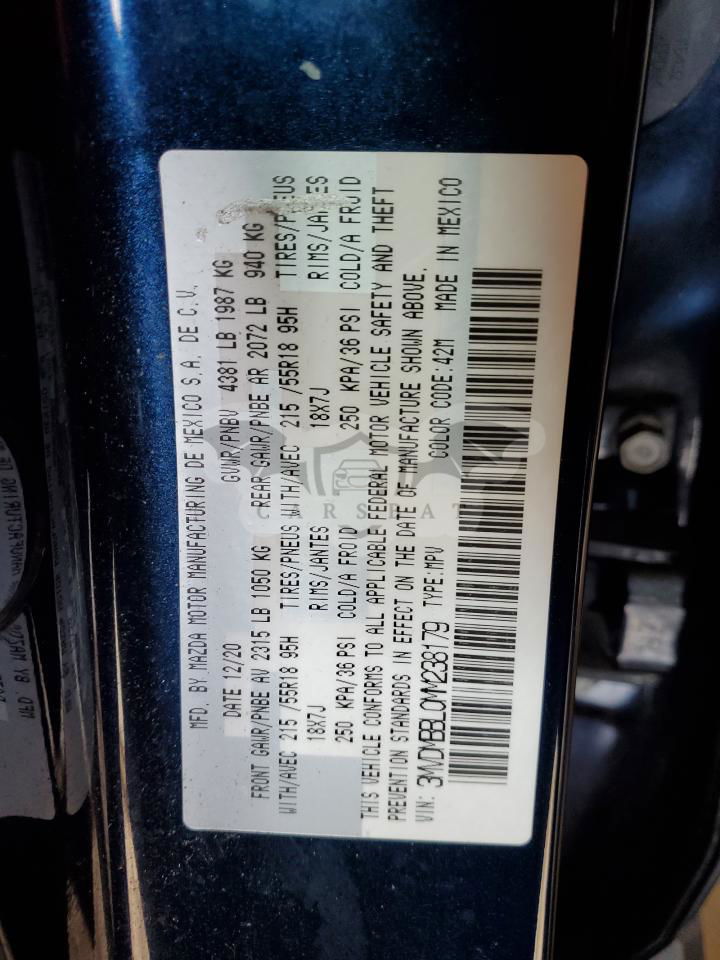 MFD. BY MAZDA MOTOR MANUFACTURING DE MEXICO S.A. DE C.V.
DATE 12/20 GVWR/PNBV 4381 LB 1987 KG
FRONT GAWR/PNBE AV 2315 LB 1050 KG REAR GAWR/PNBE AR 2072 LB 940 KG
WITH/AVEC 215 /55R18 95H TIRES/PNEUS WITH/AVEC 215 /55R18 95H TIRES/PNEUS
18X7J RIMS/JANTES 18X7J RIMS/JANTES
250 KPA/36 PSI COLD/A FROID 250 KPA/36 PSI COLD/A FROID
THIS VEHICLE CONFORMS TO ALL APPLICABLE FEDERAL MOTOR VEHICLE SAFETY AND THEFT
PREVENTION STANDARDS IN EFFECT ON THE DATE OF MANUFACTURE SHOWN ABOVE.
VIN: 3MVDMBBL0MM238179 TYPE:MPV COLOR CODE:42M MADE IN MEXICO